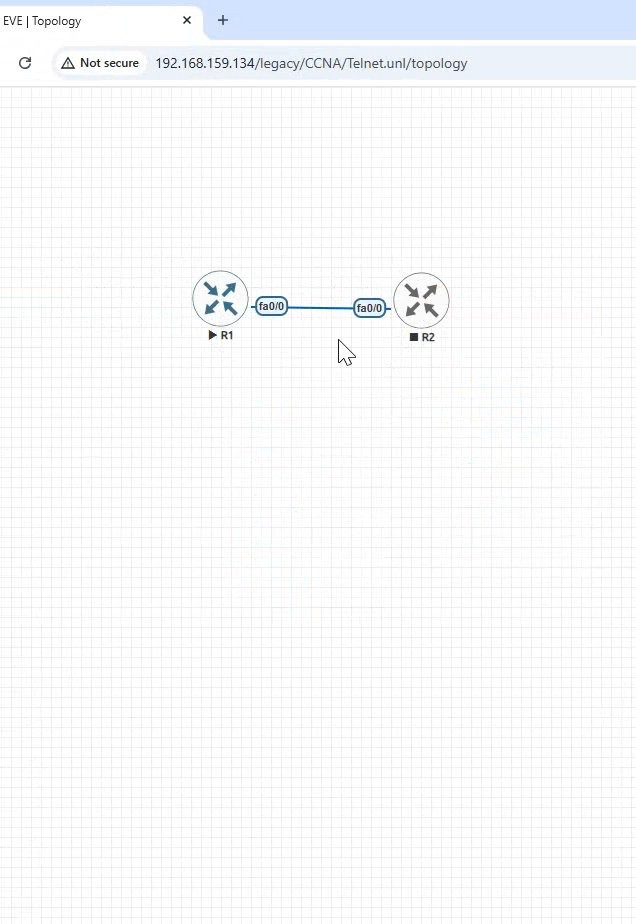 EVE | Topology
Not secure
192.168.159.134/legacy/CCNA/Telnet.unl/topology
fa0/0
fa0/0
R1
R2